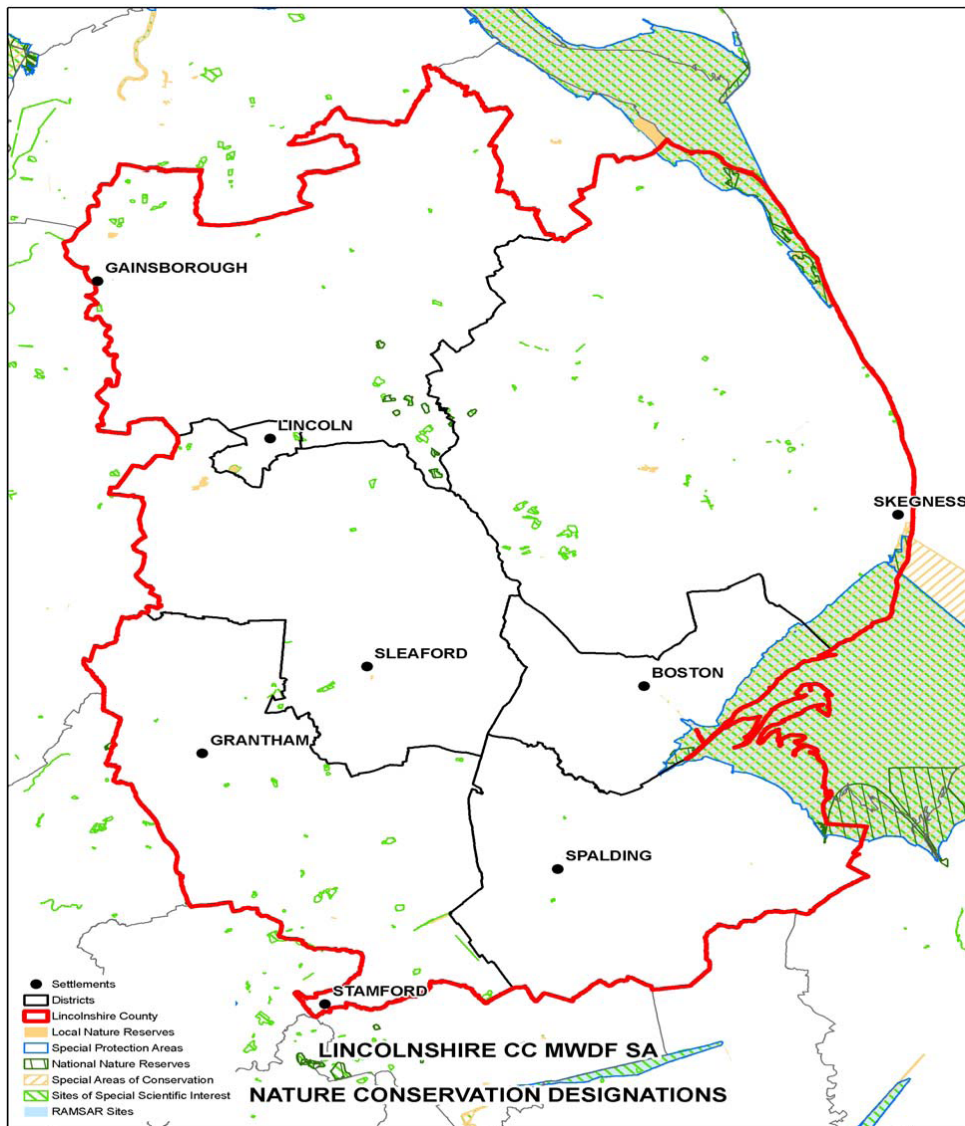 GAINSBOROUGH
LINCOLN
SKEGNESS
SLEAFORD
BOSTON
GRANTHAM
SPALDING
STAMFORD
Settlements
Districts
Lincolnshire County
Local Nature Reserves
Special Protection Areas
National Nature Reserves
Special Areas of Conservation
Sites of Special Scientific Interest
RAMSAR Sites
LINCOLNSHIRE CC MWDF SA
NATURE CONSERVATION DESIGNATIONS